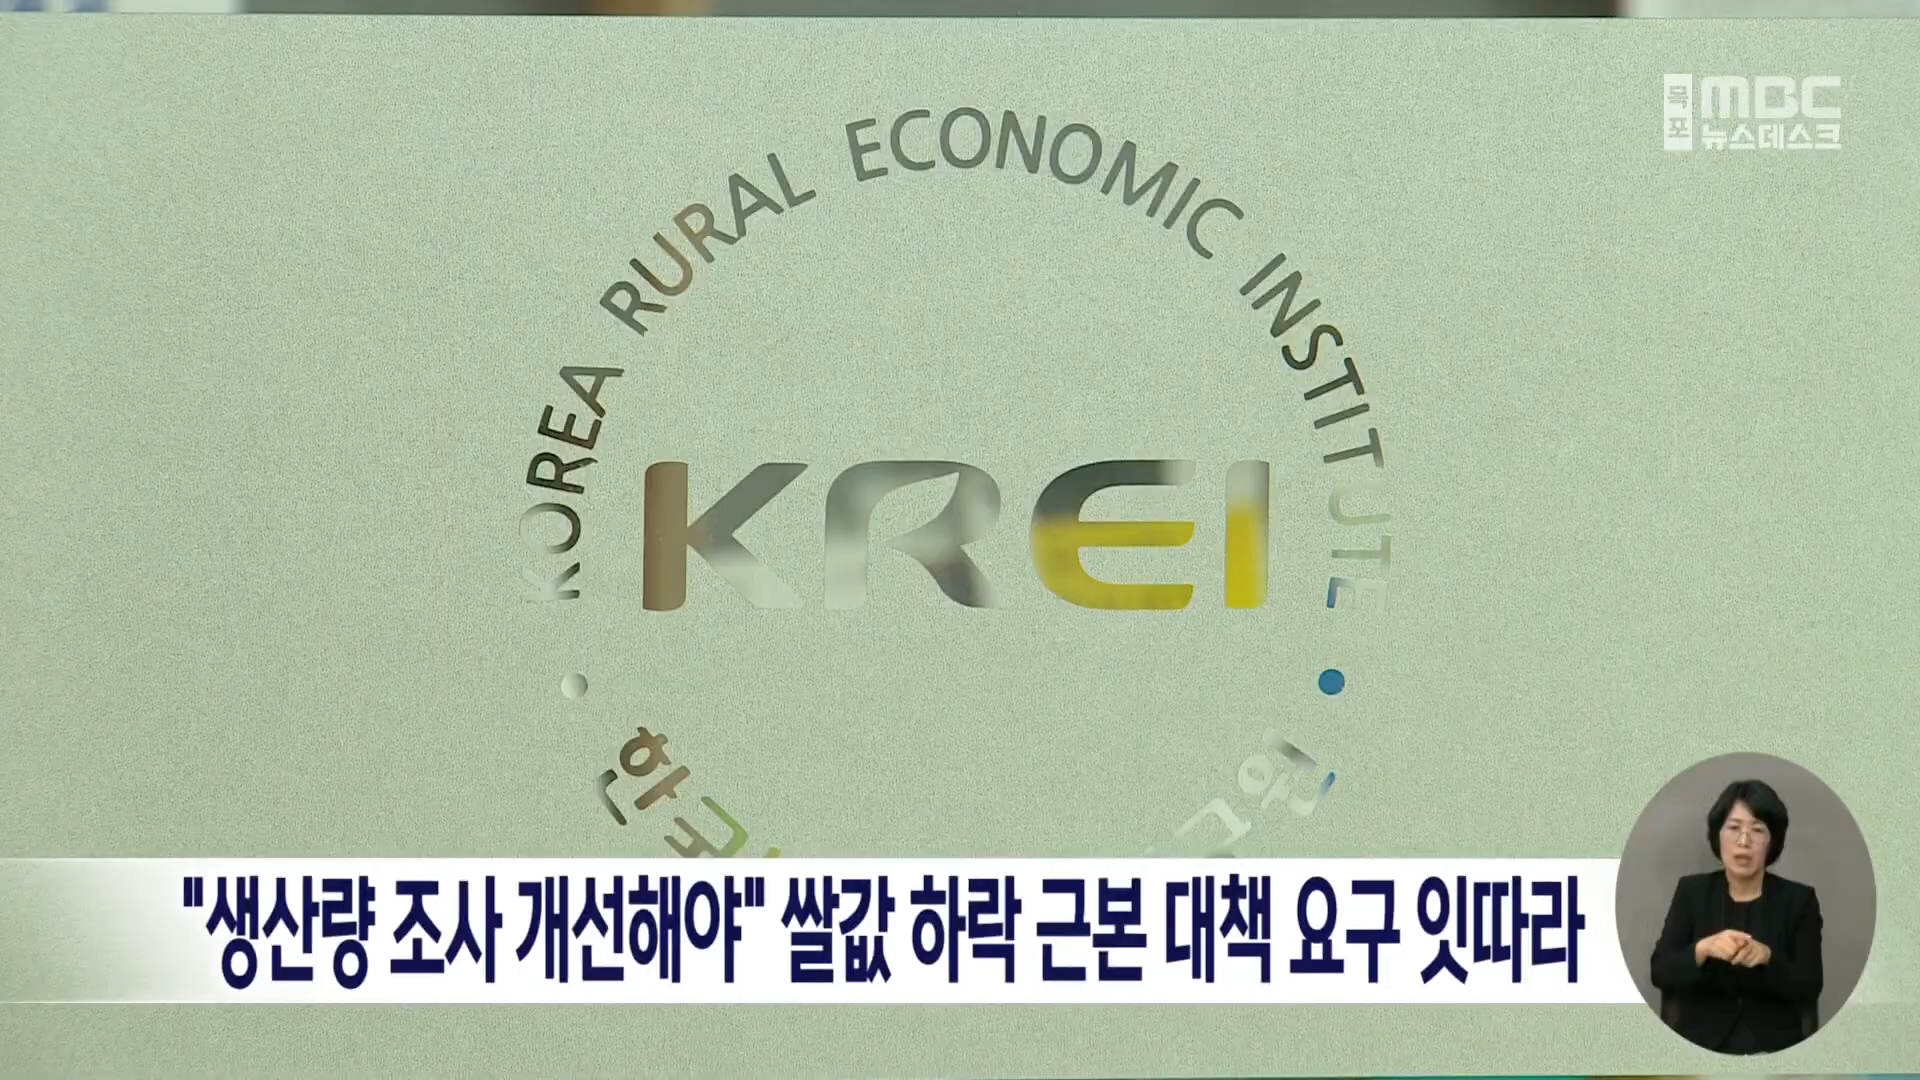 목포 MBC
뉴스데스크
KOREA RURAL ECONOMIC INSTITUTE
KREI
"생산량 조사 개선해야" 쌀값 하락 근본 대책 요구 잇따라